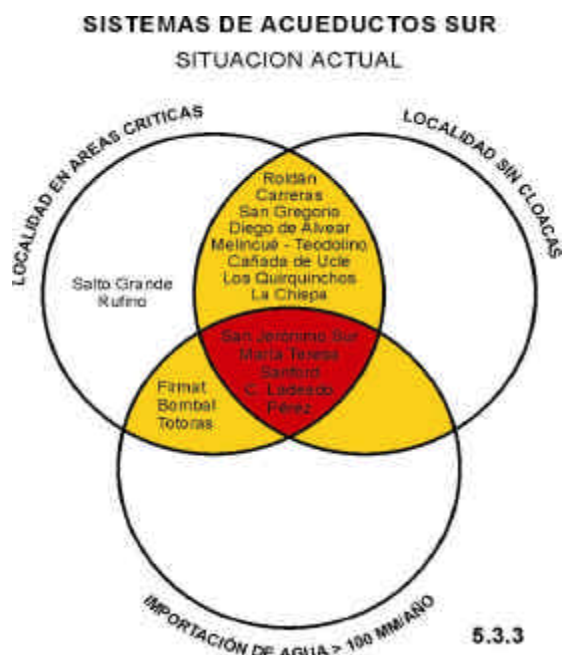 SISTEMAS DE ACUEDUCTOS SUR
SITUACION ACTUAL
LOCALIDAD EN AREAS CRITICAS
LOCALIDAD SIN CLOACAS
Roldán
Carreras
San Gregorio
Diego de Alvear
Melincué - Teodolino
Cañada de Ucle
Los Quirquinchos
La Chispa
Salto Grande
Rufino
San Jerónimo Sur
María Teresa
Sanford
C. Ladeado
Pérez
Firmat
Bombal
Totoras
IMPORTACIÓN DE AGUA > 100 MM/AÑO
5.3.3